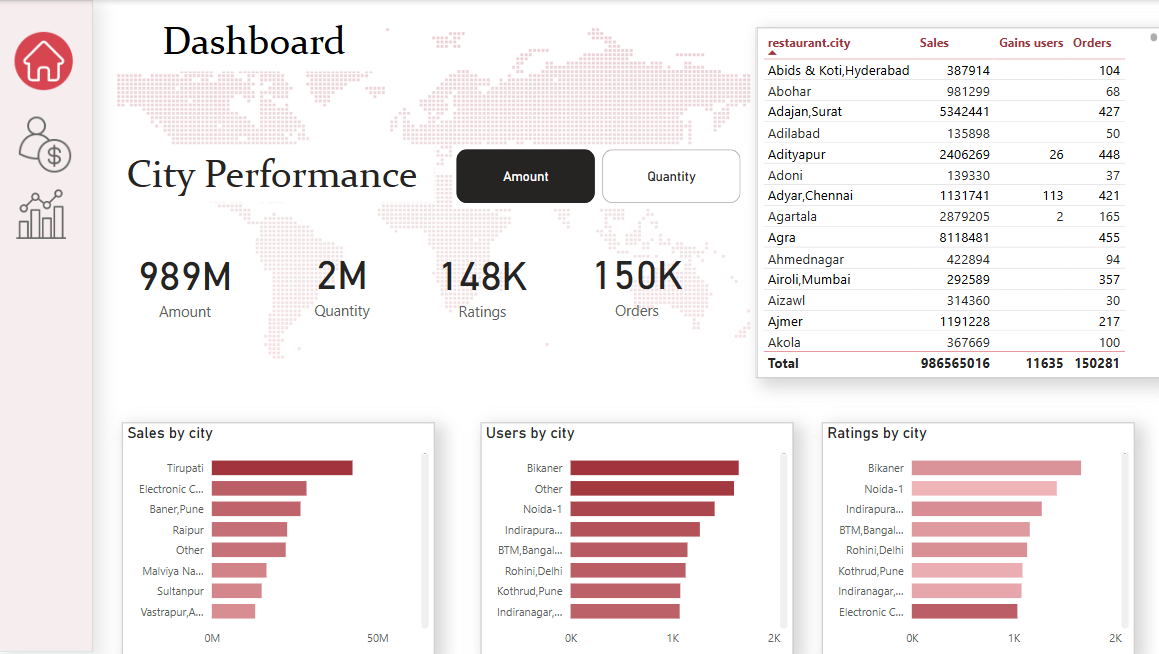 Dashboard
City Performance
Amount
Quantity
989M
Amount
2M
Quantity
148K
Ratings
150K
Orders
restaurant.city Sales Gains users Orders
Abids & Koti,Hyderabad 387914 104
Abohar 981299 68
Adajan,Surat 5342441 427
Adilabad 135898 50
Adityapur 2406269 26 448
Adoni 139330 37
Adyar,Chennai 1131741 113 421
Agartala 2879205 2 165
Agra 8118481 455
Ahmednagar 422894 94
Airoli,Mumbai 292589 357
Aizawl 314360 30
Ajmer 1191228 217
Akola 367669 100
Total 986565016 11635 150281
Sales by city
Tirupati
Electronic C...
Baner,Pune
Raipur
Other
Malviya Na...
Sultanpur
Vastrapur,A...
0M 50M
Users by city
Bikaner
Other
Noida-1
Indirapura...
BTM,Bangal...
Rohini,Delhi
Kothrud,Pune
Indiranagar,...
0K 1K 2K
Ratings by city
Bikaner
Noida-1
Indirapura...
BTM,Bangal...
Rohini,Delhi
Kothrud,Pune
Indiranagar,...
Electronic C...
0K 1K 2K